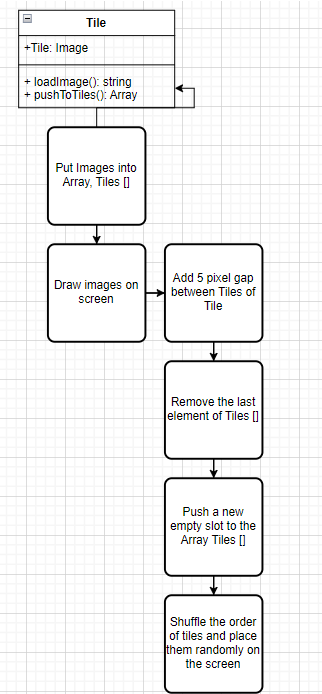 Tile
+Tile: Image
+ loadImage(): string
+ pushToTiles(): Array
Put Images into
Array, Tiles []
Draw images on
screen
Add 5 pixel gap
between Tiles of
Tile
Remove the last
element of Tiles []
Push a new
empty slot to the
Array Tiles []
Shuffle the order
of tiles and place
them randomly on
the screen